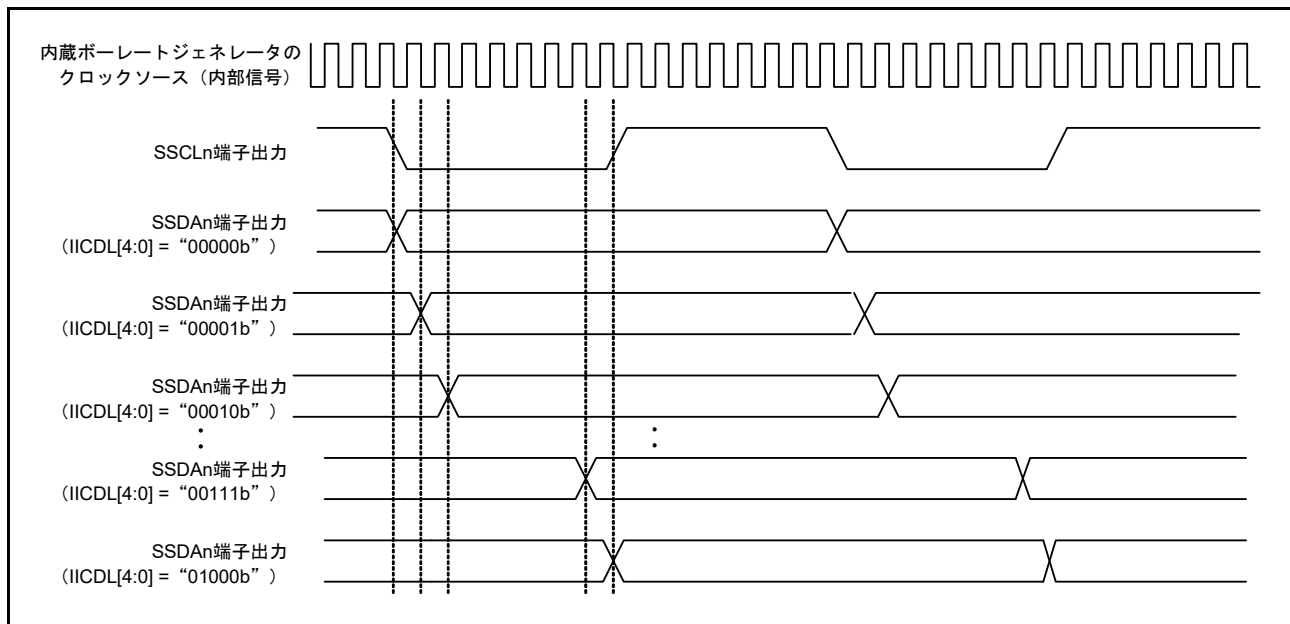 内蔵ボーレートジェネレータの
クロックソース（内部信号）
SSCLn端子出力
SSDAn端子出力
（IICDL[4:0] = “00000b” ）
SSDAn端子出力
（IICDL[4:0] = “00001b” ）
SSDAn端子出力
（IICDL[4:0] = “00010b” ）
SSDAn端子出力
（IICDL[4:0] = “00111b” ）
SSDAn端子出力
（IICDL[4:0] = “01000b” ）